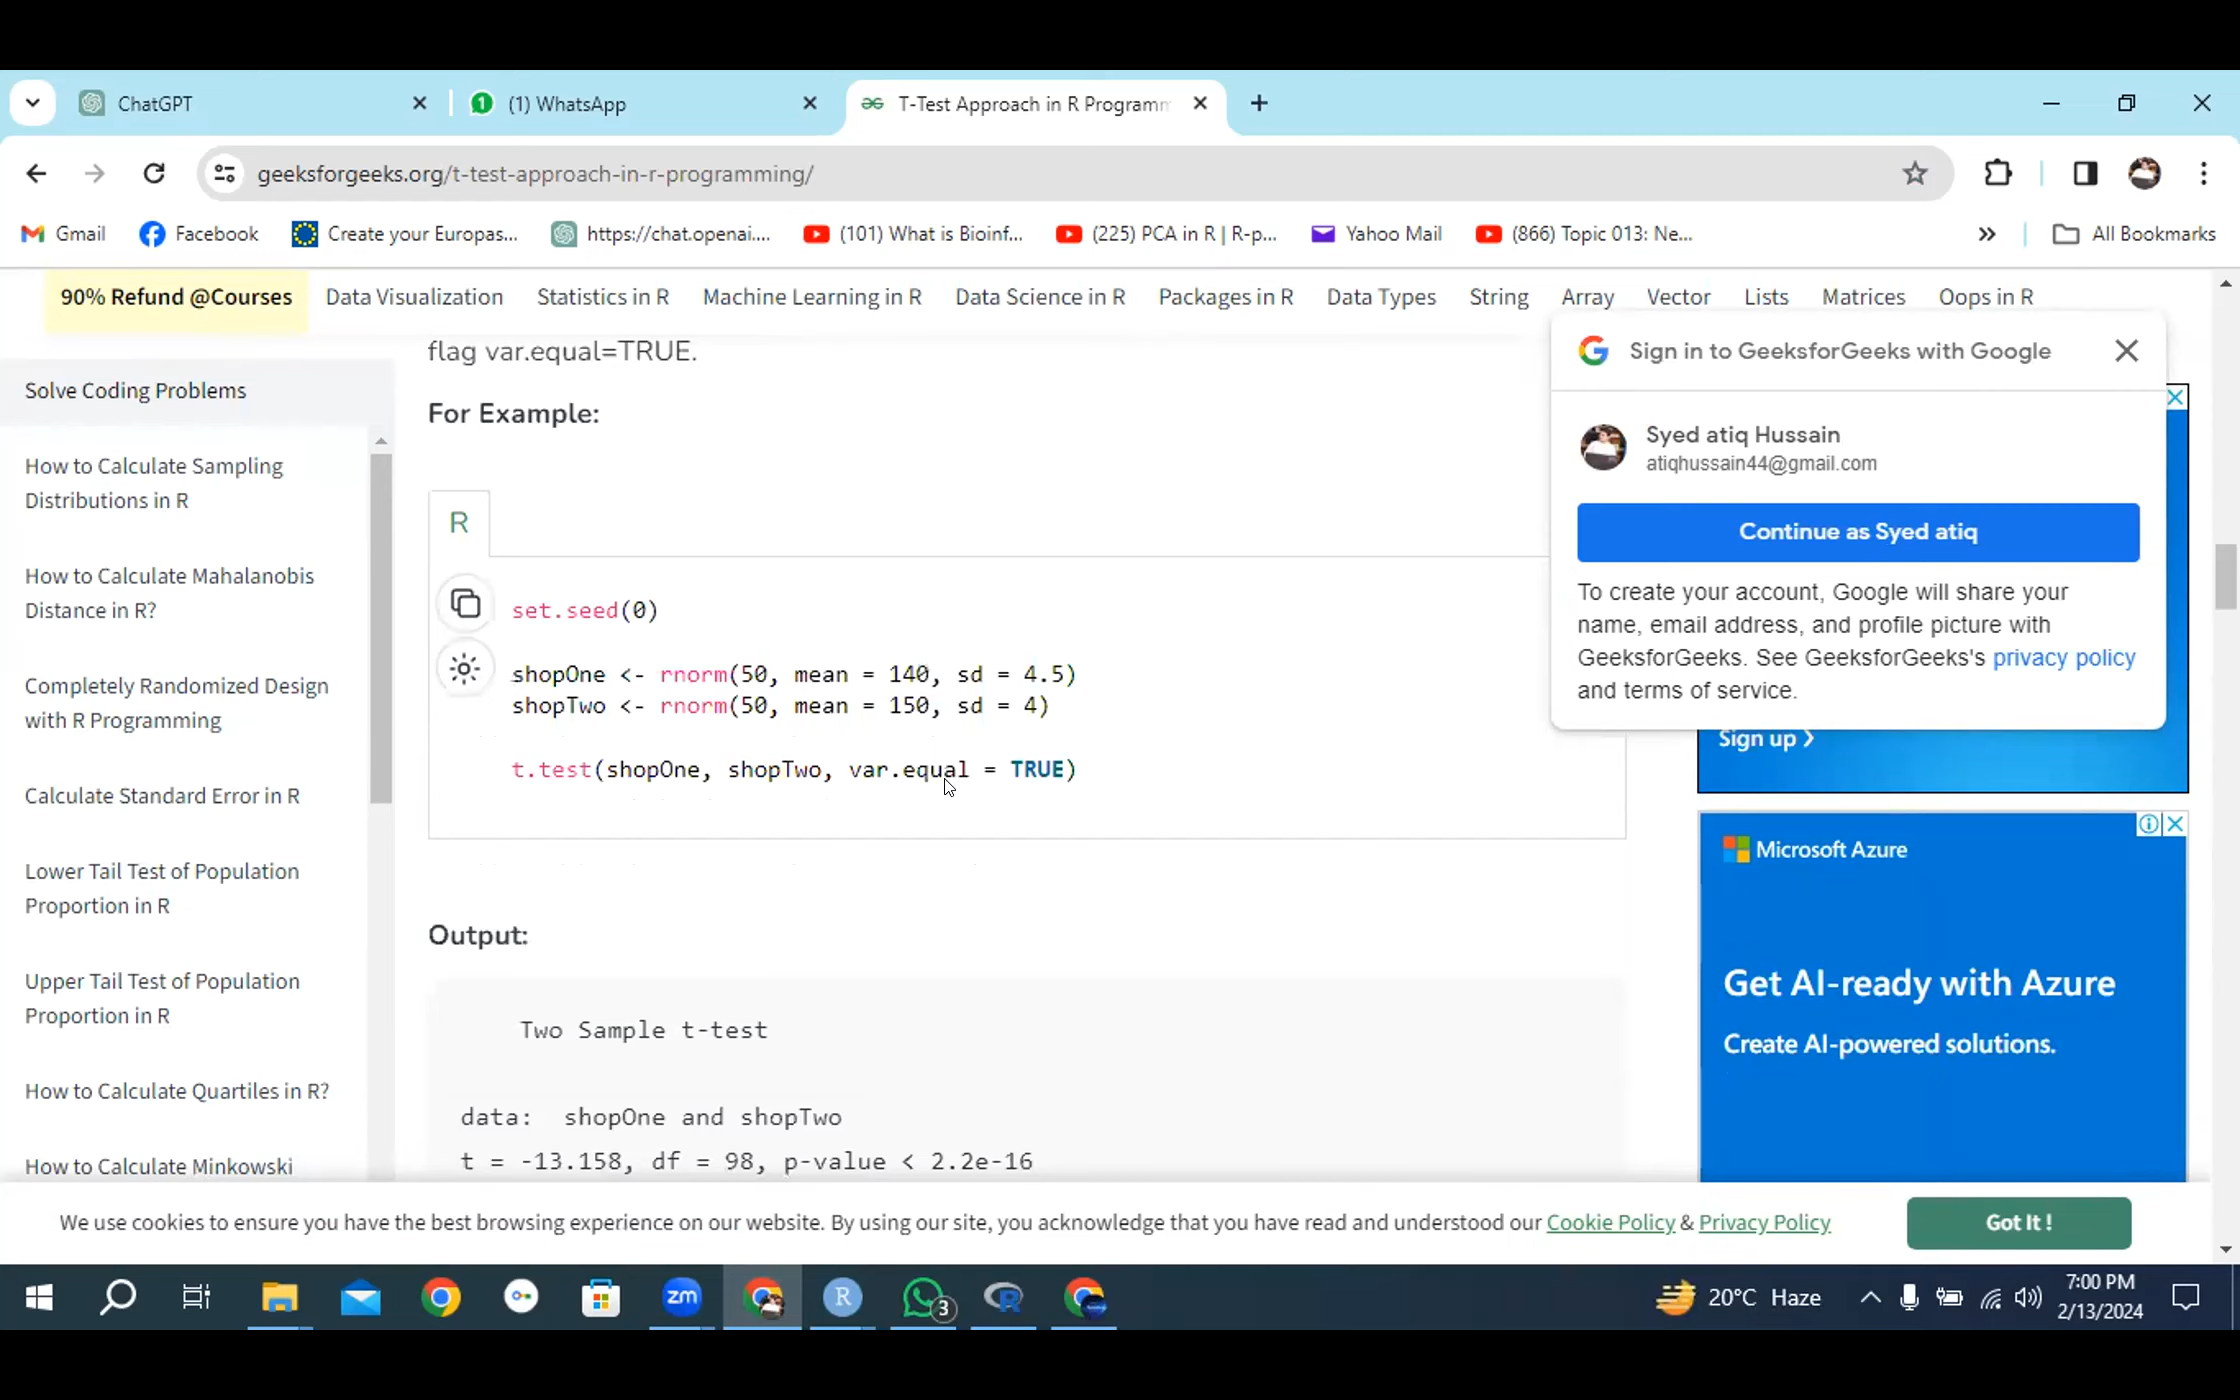 ChatGPT
1 (1) WhatsApp
T-Test Approach in R Programm
geeksforgeeks.org/t-test-approach-in-r-programming/
Gmail
Facebook
Create your Europas...
https://chat.openai....
(101) What is Bioinf...
(225) PCA in R | R-p...
Yahoo Mail
(866) Topic 013: Ne...
All Bookmarks
90% Refund @Courses
Data Visualization
Statistics in R
Machine Learning in R
Data Science in R
Packages in R
Data Types
String
Array
Vector
Lists
Matrices
Oops in R
Solve Coding Problems
How to Calculate Sampling
Distributions in R
How to Calculate Mahalanobis
Distance in R?
Completely Randomized Design
with R Programming
Calculate Standard Error in R
Lower Tail Test of Population
Proportion in R
Upper Tail Test of Population
Proportion in R
How to Calculate Quartiles in R?
How to Calculate Minkowski
flag var.equal=TRUE.
For Example:
R
set.seed(0)
shopOne <- rnorm(50, mean = 140, sd = 4.5)
shopTwo <- rnorm(50, mean = 150, sd = 4)
t.test(shopOne, shopTwo, var.equal = TRUE)
Output:
Two Sample t-test
data: shopOne and shopTwo
t = -13.158, df = 98, p-value < 2.2e-16
Sign in to GeeksforGeeks with Google
Syed atiq Hussain
atiqhussain44@gmail.com
Continue as Syed atiq
To create your account, Google will share your
name, email address, and profile picture with
GeeksforGeeks. See GeeksforGeeks's privacy policy
and terms of service.
Sign up
Microsoft Azure
Get AI-ready with Azure
Create AI-powered solutions.
We use cookies to ensure you have the best browsing experience on our website. By using our site, you acknowledge that you have read and understood our Cookie Policy & Privacy Policy
Got It !
zm
R
3
R
20°C Haze
7:00 PM
2/13/2024